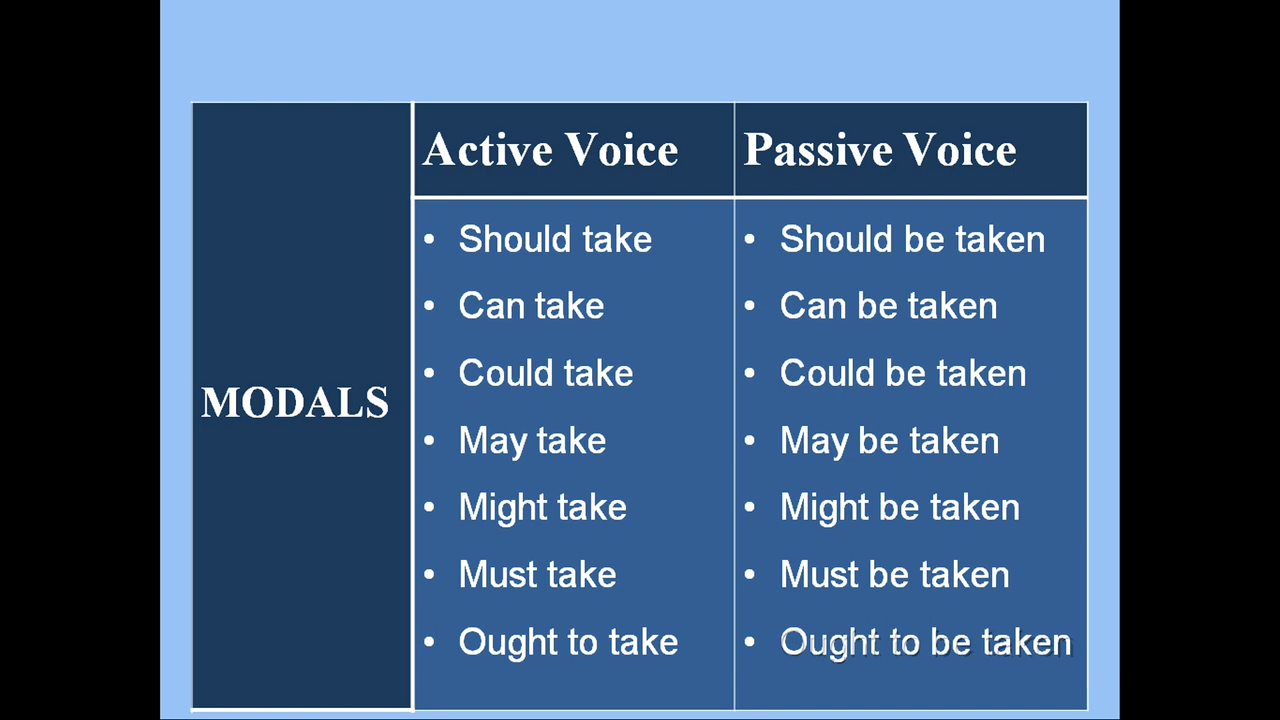 Active Voice
Passive Voice
MODALS
• Should take
• Can take
• Could take
• May take
• Might take
• Must take
• Ought to take
• Should be taken
• Can be taken
• Could be taken
• May be taken
• Might be taken
• Must be taken
• Ought to be taken